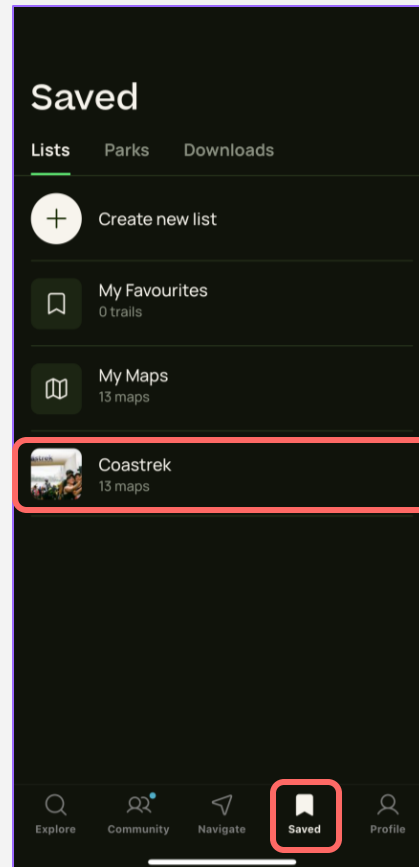 Saved
Lists Parks Downloads
Create new list
My Favourites
0 trails
My Maps
13 maps
Coastrek
13 maps
Explore Community Navigate Saved Profile